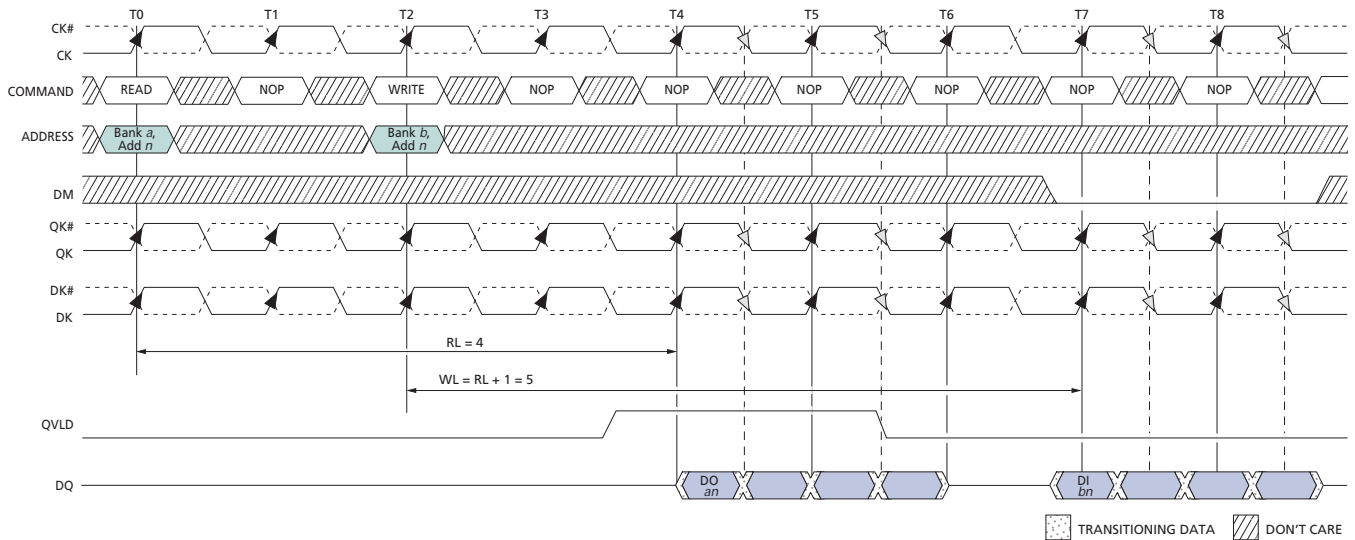 T0 T1 T2 T3 T4 T5 T6 T7 T8
CK#
CK
COMMAND READ NOP WRITE NOP NOP NOP NOP NOP NOP
ADDRESS Bank a, Bank b,
Add n Add n
DM
QK#
QK
DK#
DK
RL = 4
WL = RL + 1 = 5
QVLD
DQ DO DI
an bn
TRANSITIONING DATA DON'T CARE